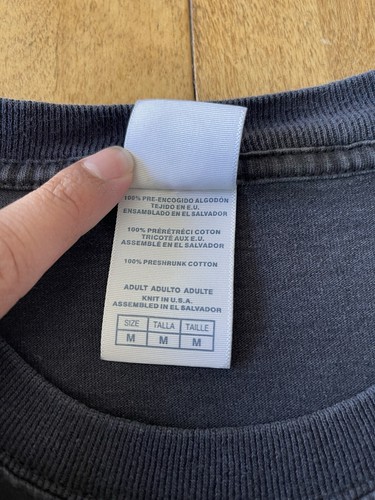 100% PRE-ENCOGIDO ALGODÓN
TEJIDO EN E.U.
ENSAMBLADO EN EL SALVADOR
100% PRÉRÉTRÉCI COTON
TRICOTÉ AUX E.U.
ASSEMBLÉ EN EL SALVADOR
100% PRESHRUNK COTTON
ADULT ADULTO ADULTE
KNIT IN U.S.A.
ASSEMBLED IN EL SALVADOR
SIZE TALLA TAILLE
M M M